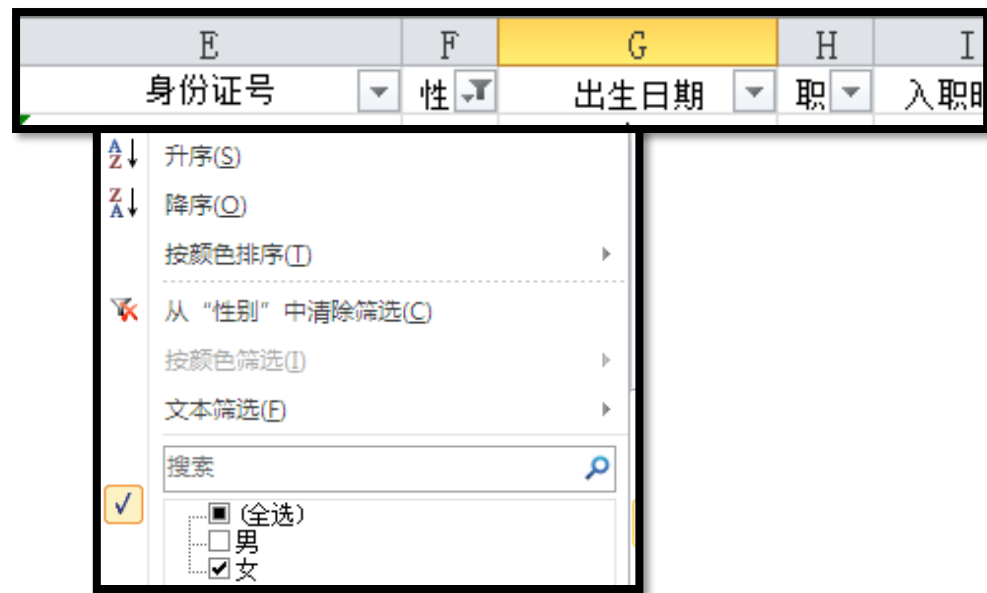 E F G H I
身份证号 性 出生日期 职 入职时
升序(S)
降序(O)
按颜色排序(T)
从“性别”中清除筛选(C)
按颜色筛选(I)
文本筛选(F)
搜索
(全选)
男
女